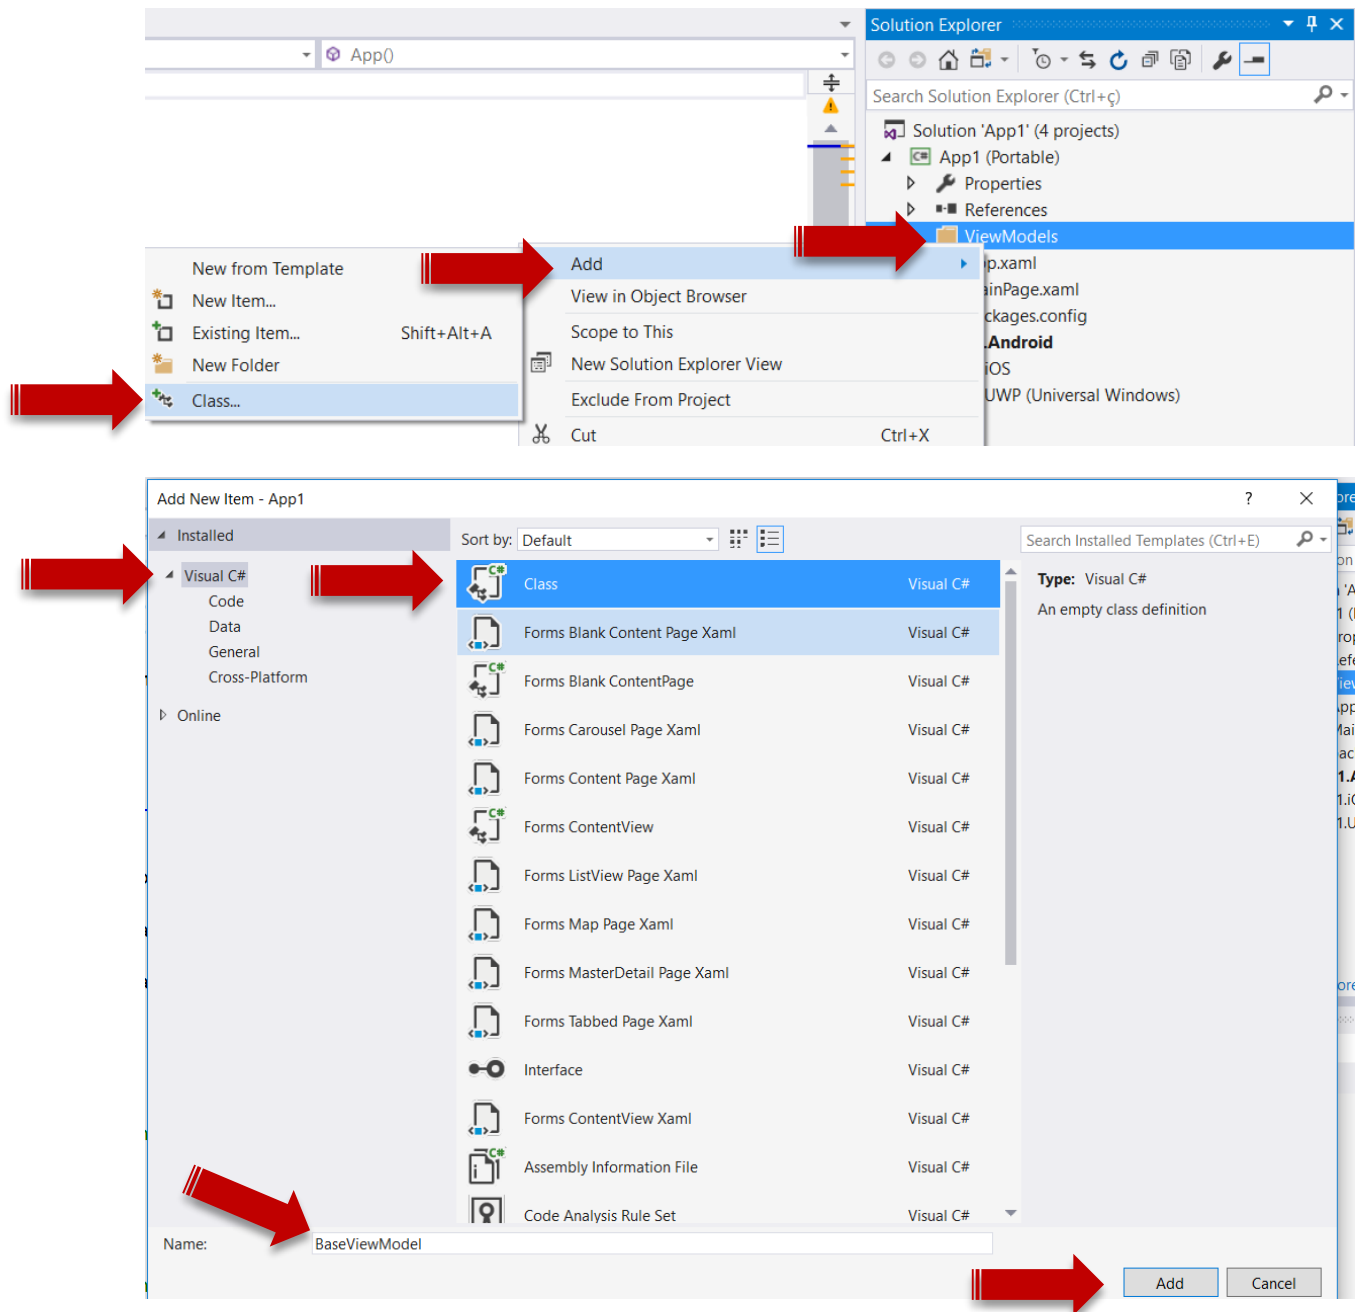 Solution Explorer
App()
Search Solution Explorer (Ctrl+ç)
Solution 'App1' (4 projects)
C# App1 (Portable)
Properties
References
ViewModels
New from Template
Add
p.xaml
New Item...
View in Object Browser
ainPage.xaml
Existing Item... Shift+Alt+A
Scope to This
ckages.config
.Android
New Folder
New Solution Explorer View
iOS
Class...
Exclude From Project
UWP (Universal Windows)
Cut Ctrl+X
Add New Item - App1 ?
Installed
Sort by: Default
Search Installed Templates (Ctrl+E)
Visual C#
Code
Data
General
Cross-Platform
Online
Class Visual C#
Forms Blank Content Page Xaml Visual C#
Forms Blank ContentPage Visual C#
Forms Carousel Page Xaml Visual C#
Forms Content Page Xaml Visual C#
Forms ContentView Visual C#
Forms ListView Page Xaml Visual C#
Forms Map Page Xaml Visual C#
Forms MasterDetail Page Xaml Visual C#
Forms Tabbed Page Xaml Visual C#
Interface Visual C#
Forms ContentView Xaml Visual C#
Assembly Information File Visual C#
Code Analysis Rule Set Visual C#
Type: Visual C#
An empty class definition
Name: BaseViewModel
Add Cancel